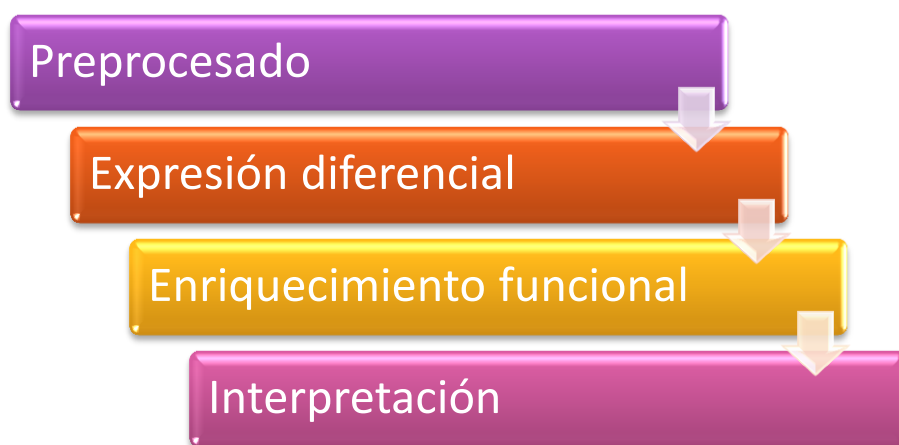 Preprocesado
Expresión diferencial
Enriquecimiento funcional
Interpretación